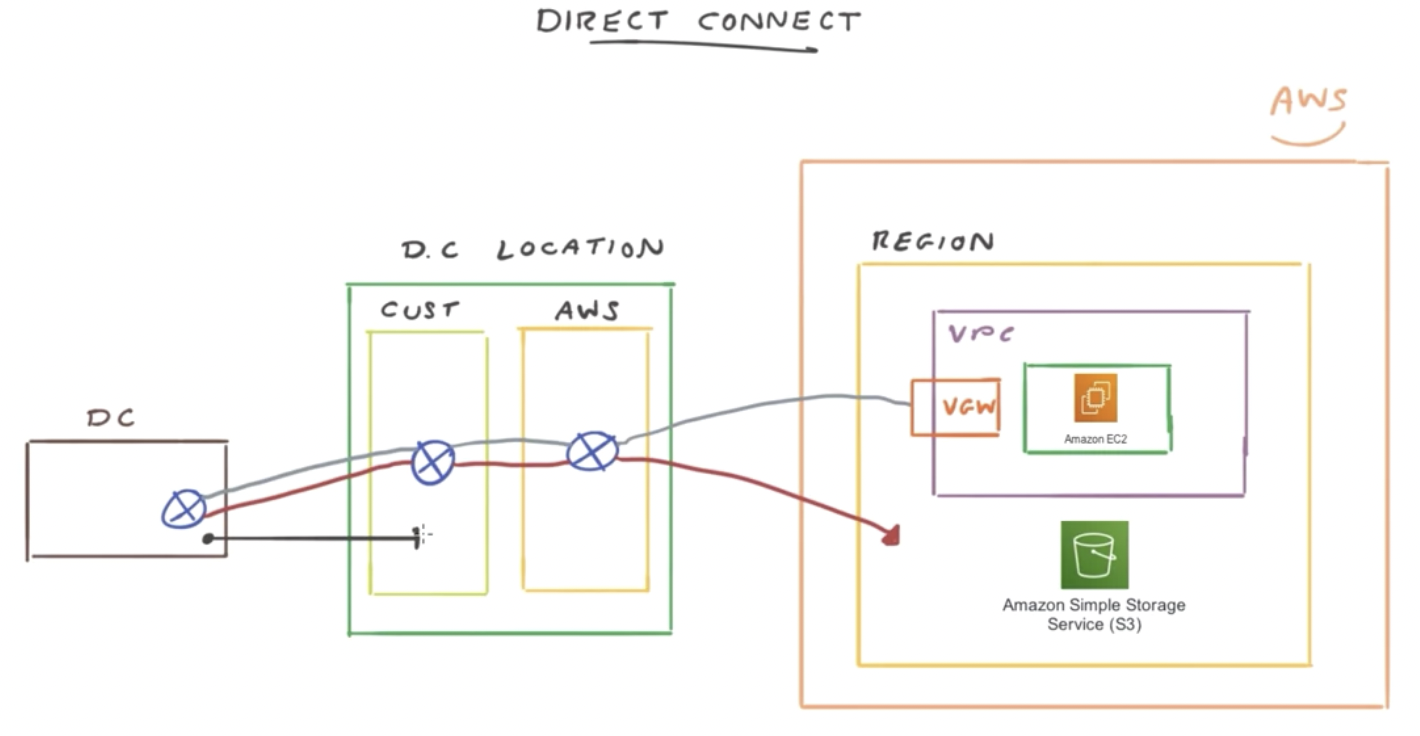 DIRECT CONNECT
AWS
REGION
D.C LOCATION
CUST
AWS
VPC
VGW
Amazon EC2
DC
Amazon Simple Storage
Service (S3)